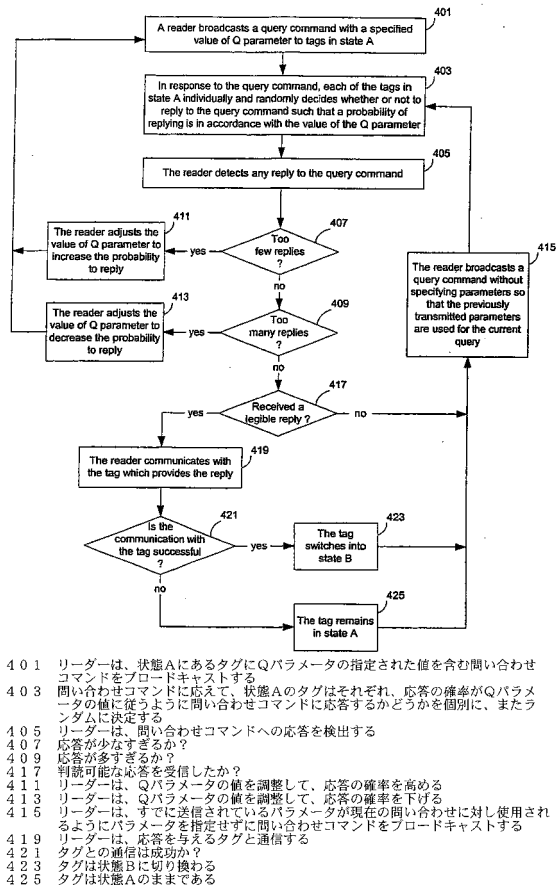 401
A reader broadcasts a query command with a specified
value of Q parameter to tags in state A
403
In response to the query command, each of the tags in
state A individually and randomly decides whether or not to
reply to the query command such that a probability of
replying is in accordance with the value of the Q parameter
405
The reader detects any reply to the query command
411
The reader adjusts the
value of Q parameter to
increase the probability
to reply
yes
407
Too
few replies
?
no
415
The reader broadcasts a
query command without
specifying parameters so
that the previously
transmitted parameters
are used for the current
query
413
The reader adjusts the
value of Q parameter to
decrease the probability
to reply
yes
409
Too
many replies
?
no
417
yes
Received a
legible reply ?
no
419
The reader communicates with
the tag which provides the reply
421
Is the
communication with
the tag successful
?
yes
423
The tag
switches into
state B
no
425
The tag remains
in state A
401 リーダーは、状態AにあるタグにQパラメータの指定された値を含む問い合わせ
コマンドをブロードキャストする
403 問い合わせコマンドに応えて、状態Aのタグはそれぞれ、応答の確率がQパラメ
ータの値に従うように問い合わせコマンドに応答するかどうかを個別に、またラ
ンダムに決定する
405 リーダーは、問い合わせコマンドへの応答を検出する
407 応答が少なすぎるか?
409 応答が多すぎるか?
417 判読可能な応答を受信したか?
411 リーダーは、Qパラメータの値を調整して、応答の確率を高める
413 リーダーは、Qパラメータの値を調整して、応答の確率を下げる
415 リーダーは、すでに送信されているパラメータが現在の問い合わせに対し使用され
るようにパラメータを指定せずに問い合わせコマンドをブロードキャストする
419 リーダーは、応答を与えるタグと通信する
421 タグとの通信は成功か?
423 タグは状態Bに切り換わる
425 タグは状態Aのままである